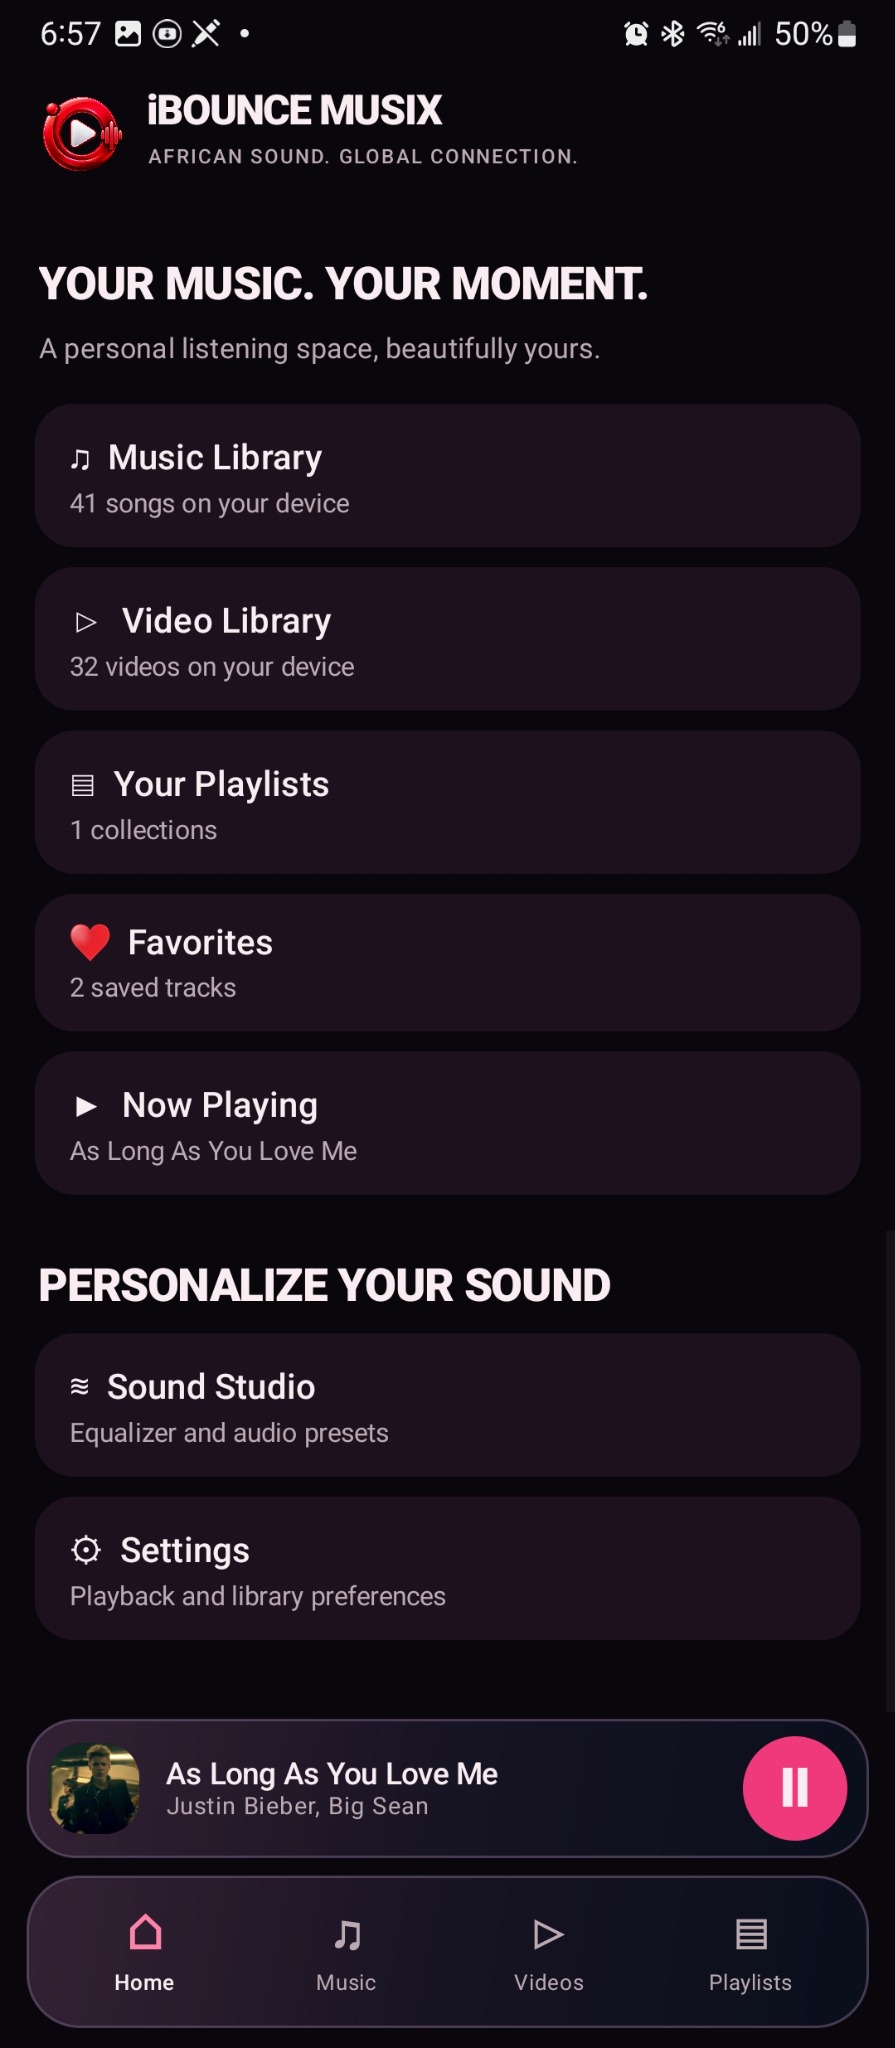 6:57
50%
iBOUNCE MUSIX
AFRICAN SOUND. GLOBAL CONNECTION.
YOUR MUSIC. YOUR MOMENT.
A personal listening space, beautifully yours.
♫ Music Library
41 songs on your device
▷ Video Library
32 videos on your device
▤ Your Playlists
1 collections
❤️ Favorites
2 saved tracks
▶ Now Playing
As Long As You Love Me
PERSONALIZE YOUR SOUND
≋ Sound Studio
Equalizer and audio presets
⚙ Settings
Playback and library preferences
As Long As You Love Me
Justin Bieber, Big Sean
Home
Music
Videos
Playlists